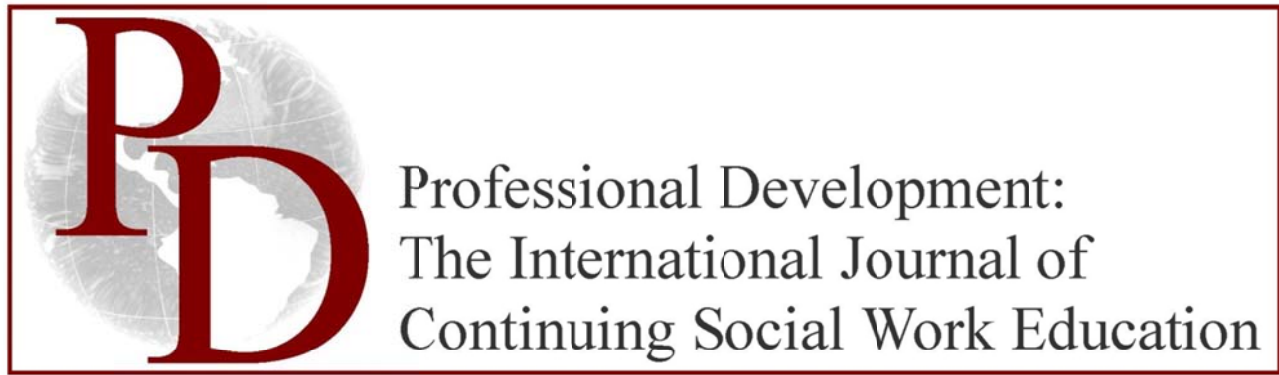 PD
Professional Development:
The International Journal of
Continuing Social Work Education